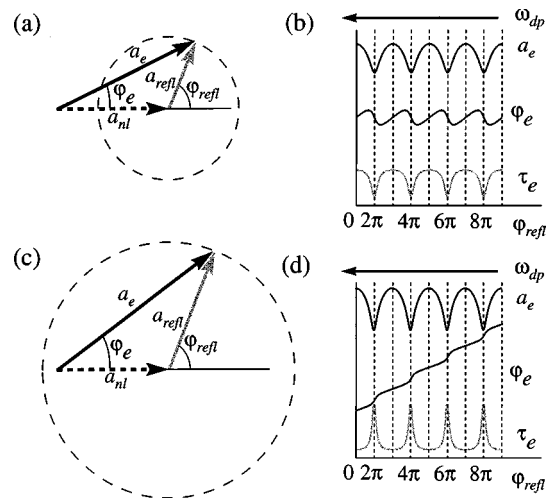 (a)
a_e
a_refl
φ_e
φ_refl
a_nl
(b)
ω_dp
a_e
φ_e
τ_e
0 2π 4π 6π 8π φ_refl
(c)
a_e
a_refl
φ_e
φ_refl
a_nl
(d)
ω_dp
a_e
φ_e
τ_e
0 2π 4π 6π 8π φ_refl